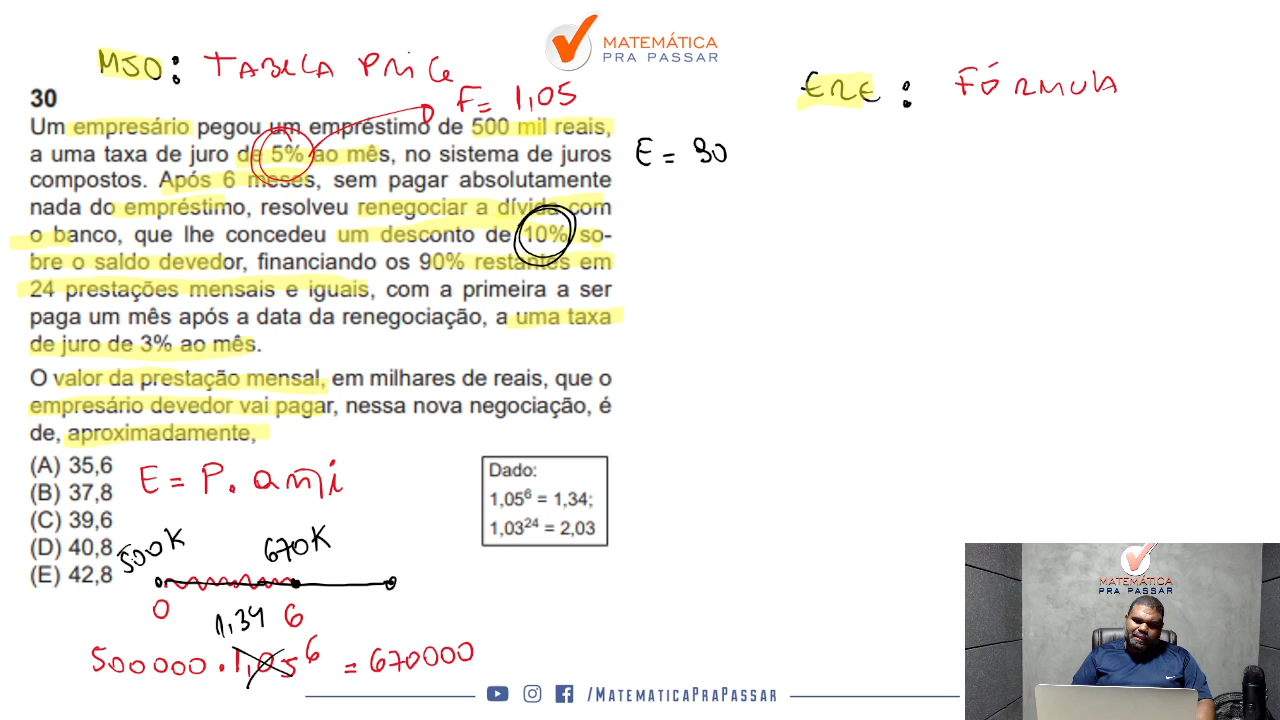 MATEMÁTICA
PRA PASSAR
MSO: TABELA PRICE
ERE: FÓRMULA
F = 1,05
30
Um empresário pegou um empréstimo de 500 mil reais,
a uma taxa de juro de 5% ao mês, no sistema de juros
compostos. Após 6 meses, sem pagar absolutamente
nada do empréstimo, resolveu renegociar a dívida com
o banco, que lhe concedeu um desconto de 10% so-
bre o saldo devedor, financiando os 90% restantes em
24 prestações mensais e iguais, com a primeira a ser
paga um mês após a data da renegociação, a uma taxa
de juro de 3% ao mês.
E = 90
O valor da prestação mensal, em milhares de reais, que o
empresário devedor vai pagar, nessa nova negociação, é
de, aproximadamente,
(A) 35,6
(B) 37,8
(C) 39,6
(D) 40,8
(E) 42,8
E = P. ani
Dado:
1,05⁶ = 1,34;
1,03²⁴ = 2,03
500K 670K
0 1,34 6
500000 . 1,05⁶ = 670000
/MATEMATICAPRAPASSAR
MATEMÁTICA
PRA PASSAR